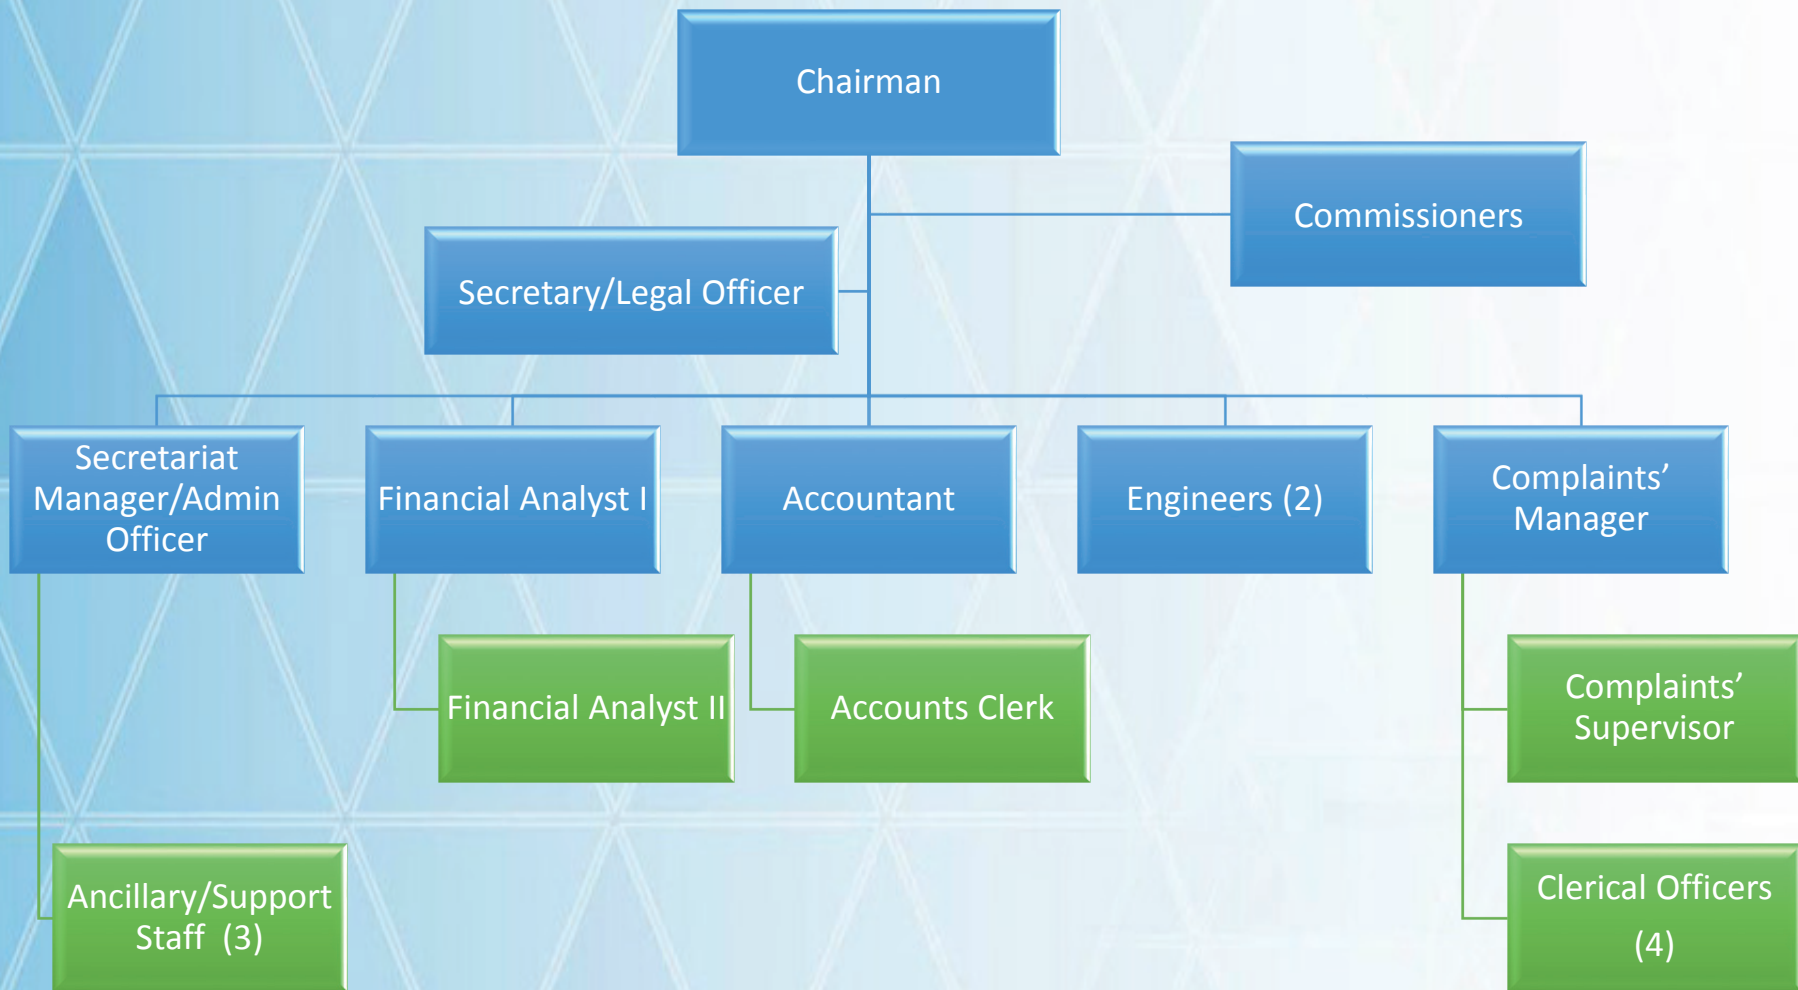 Chairman
Commissioners
Secretary/Legal Officer
Secretariat
Manager/Admin
Officer
Financial Analyst I
Accountant
Engineers (2)
Complaints’
Manager
Financial Analyst II
Accounts Clerk
Complaints’
Supervisor
Ancillary/Support
Staff (3)
Clerical Officers
(4)